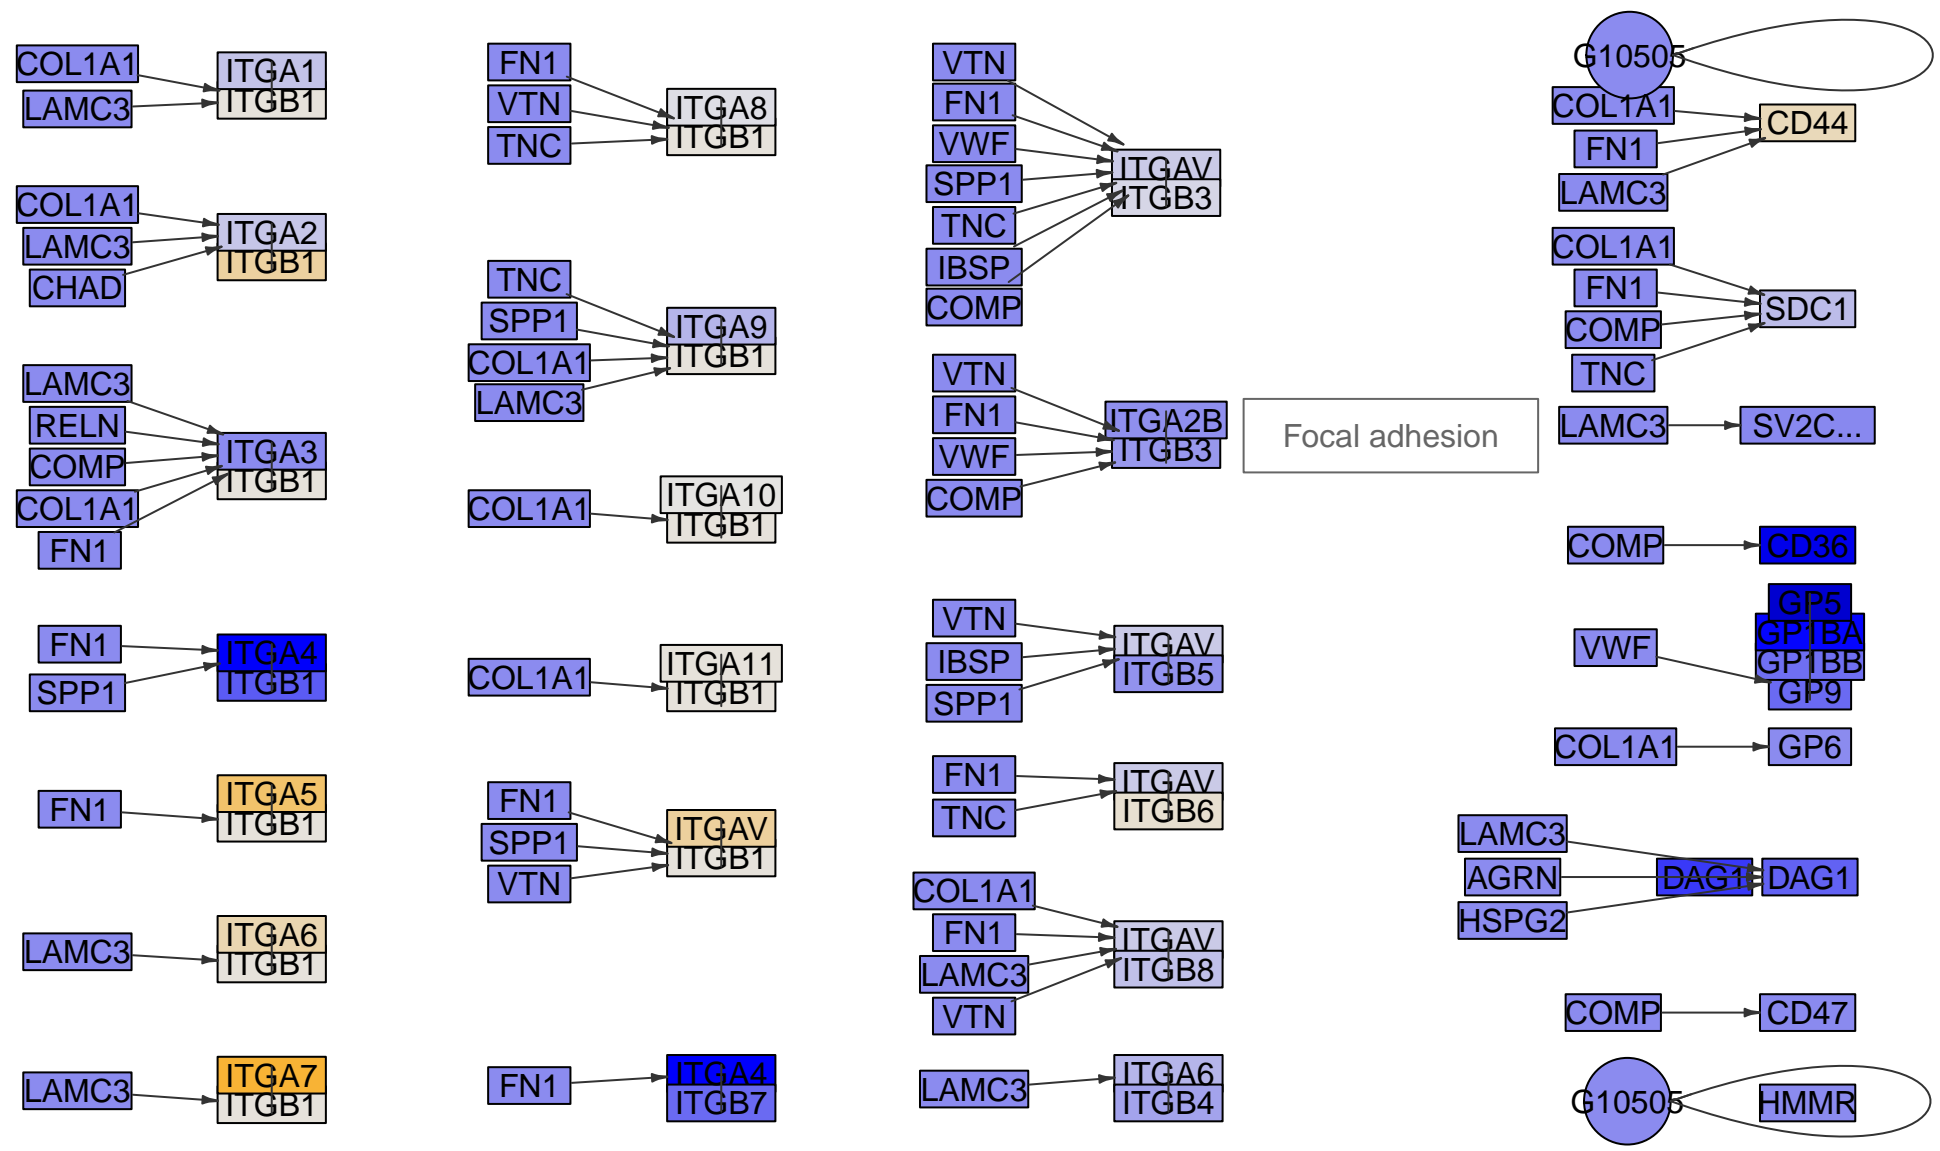 COL1A1
LAMC3
ITGA1
ITGB1
COL1A1
LAMC3
CHAD
ITGA2
ITGB1
LAMC3
RELN
COMP
COL1A1
FN1
ITGA3
ITGB1
FN1
SPP1
ITGA4
ITGB1
FN1
ITGA5
ITGB1
LAMC3
ITGA6
ITGB1
LAMC3
ITGA7
ITGB1
FN1
VTN
TNC
ITGA8
ITGB1
TNC
SPP1
COL1A1
LAMC3
ITGA9
ITGB1
COL1A1
ITGA10
ITGB1
COL1A1
ITGA11
ITGB1
FN1
SPP1
VTN
ITGAV
ITGB1
FN1
ITGA4
ITGB7
VTN
FN1
VWF
SPP1
TNC
IBSP
COMP
ITGAV
ITGB3
VTN
FN1
VWF
COMP
ITGA2B
ITGB3
Focal adhesion
VTN
IBSP
SPP1
ITGAV
ITGB5
FN1
TNC
ITGAV
ITGB6
COL1A1
FN1
LAMC3
VTN
ITGAV
ITGB8
LAMC3
ITGA6
ITGB4
G10505
COL1A1
FN1
LAMC3
CD44
COL1A1
FN1
COMP
TNC
SDC1
LAMC3
SV2C...
COMP
CD36
VWF
GP5
GP1BA
GP1BB
GP9
COL1A1
GP6
LAMC3
AGRN
HSPG2
DAG1
DAG1
COMP
CD47
G10505
HMMR